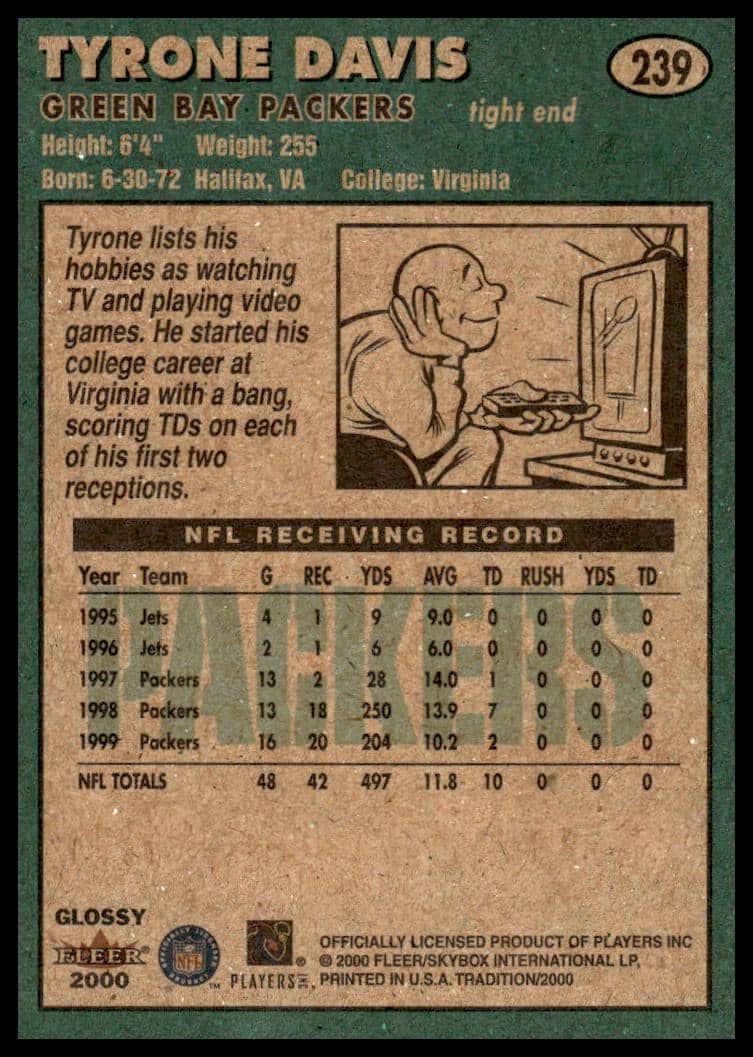 TYRONE DAVIS
239
GREEN BAY PACKERS tight end
Height: 6'4" Weight: 255
Born: 6-30-72 Halifax, VA College: Virginia
Tyrone lists his
hobbies as watching
TV and playing video
games. He started his
college career at
Virginia with a bang,
scoring TDs on each
of his first two
receptions.
NFL RECEIVING RECORD
Year Team G REC YDS AVG TD RUSH YDS TD
1995 Jets 4 1 9 9.0 0 0 0 0
1996 Jets 2 1 6 6.0 0 0 0 0
1997 Packers 13 2 28 14.0 1 0 0 0
1998 Packers 13 18 250 13.9 7 0 0 0
1999 Packers 16 20 204 10.2 2 0 0 0
NFL TOTALS 48 42 497 11.8 10 0 0 0
PACKERS
GLOSSY
FLEER®
2000
NFL
™
PLAYERS INC
®
OFFICIALLY LICENSED PRODUCT OF PLAYERS INC
© 2000 FLEER/SKYBOX INTERNATIONAL LP,
PRINTED IN U.S.A. TRADITION/2000